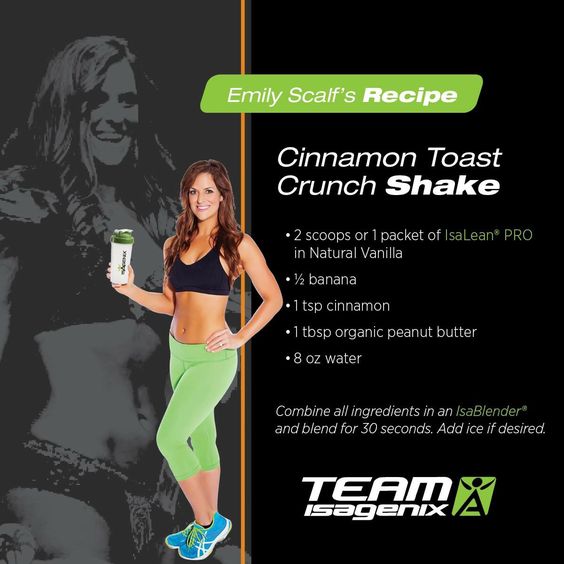 Emily Scalf's Recipe
Cinnamon Toast
Crunch Shake
• 2 scoops or 1 packet of IsaLean® PRO
in Natural Vanilla
• ½ banana
• 1 tsp cinnamon
• 1 tbsp organic peanut butter
• 8 oz water
Combine all ingredients in an IsaBlender®
and blend for 30 seconds. Add ice if desired.
ISAGENIX
TEAM
ISAGENIX